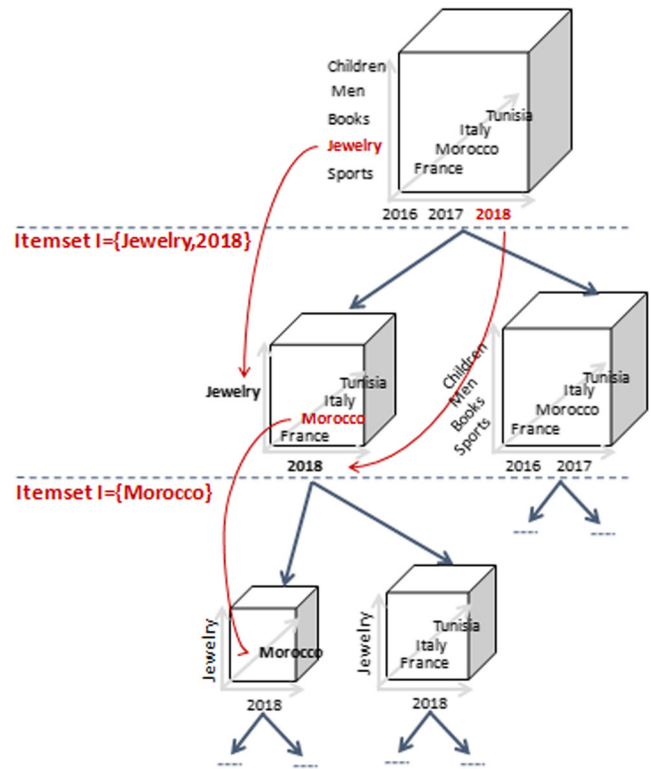 Children
Men
Books
Jewelry
Sports
Tunisia
Italy
Morocco
France
2016 2017 2018
Itemset I={Jewelry,2018}
Jewelry
Tunisia
Italy
Morocco
France
2018
Children
Men
Books
Sports
Tunisia
Italy
Morocco
France
2016 2017
Itemset I={Morocco}
Jewelry
Morocco
2018
Jewelry
Tunisia
Italy
France
2018